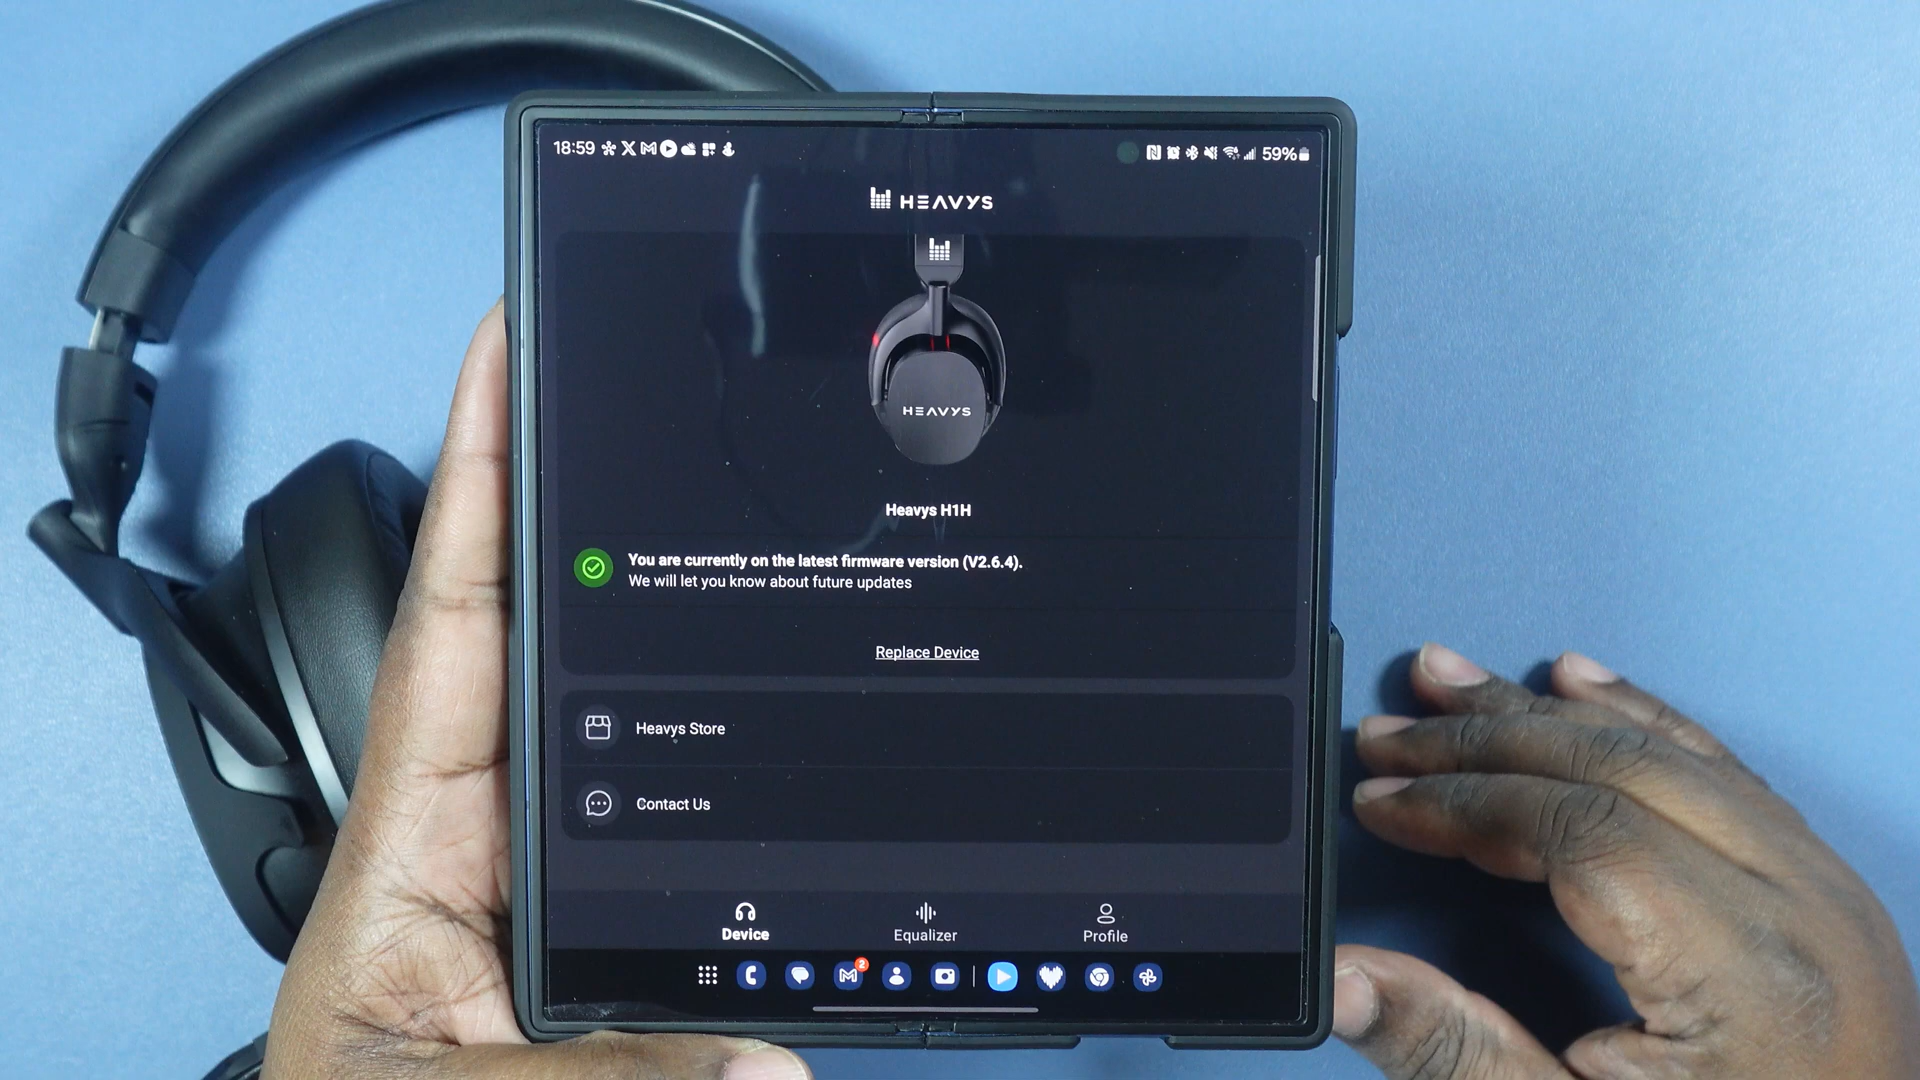 18:59
59%
HEAVYS
HEAVYS
Heavys H1H
You are currently on the latest firmware version (V2.6.4).
We will let you know about future updates
Replace Device
Heavys Store
Contact Us
Device
Equalizer
Profile
2